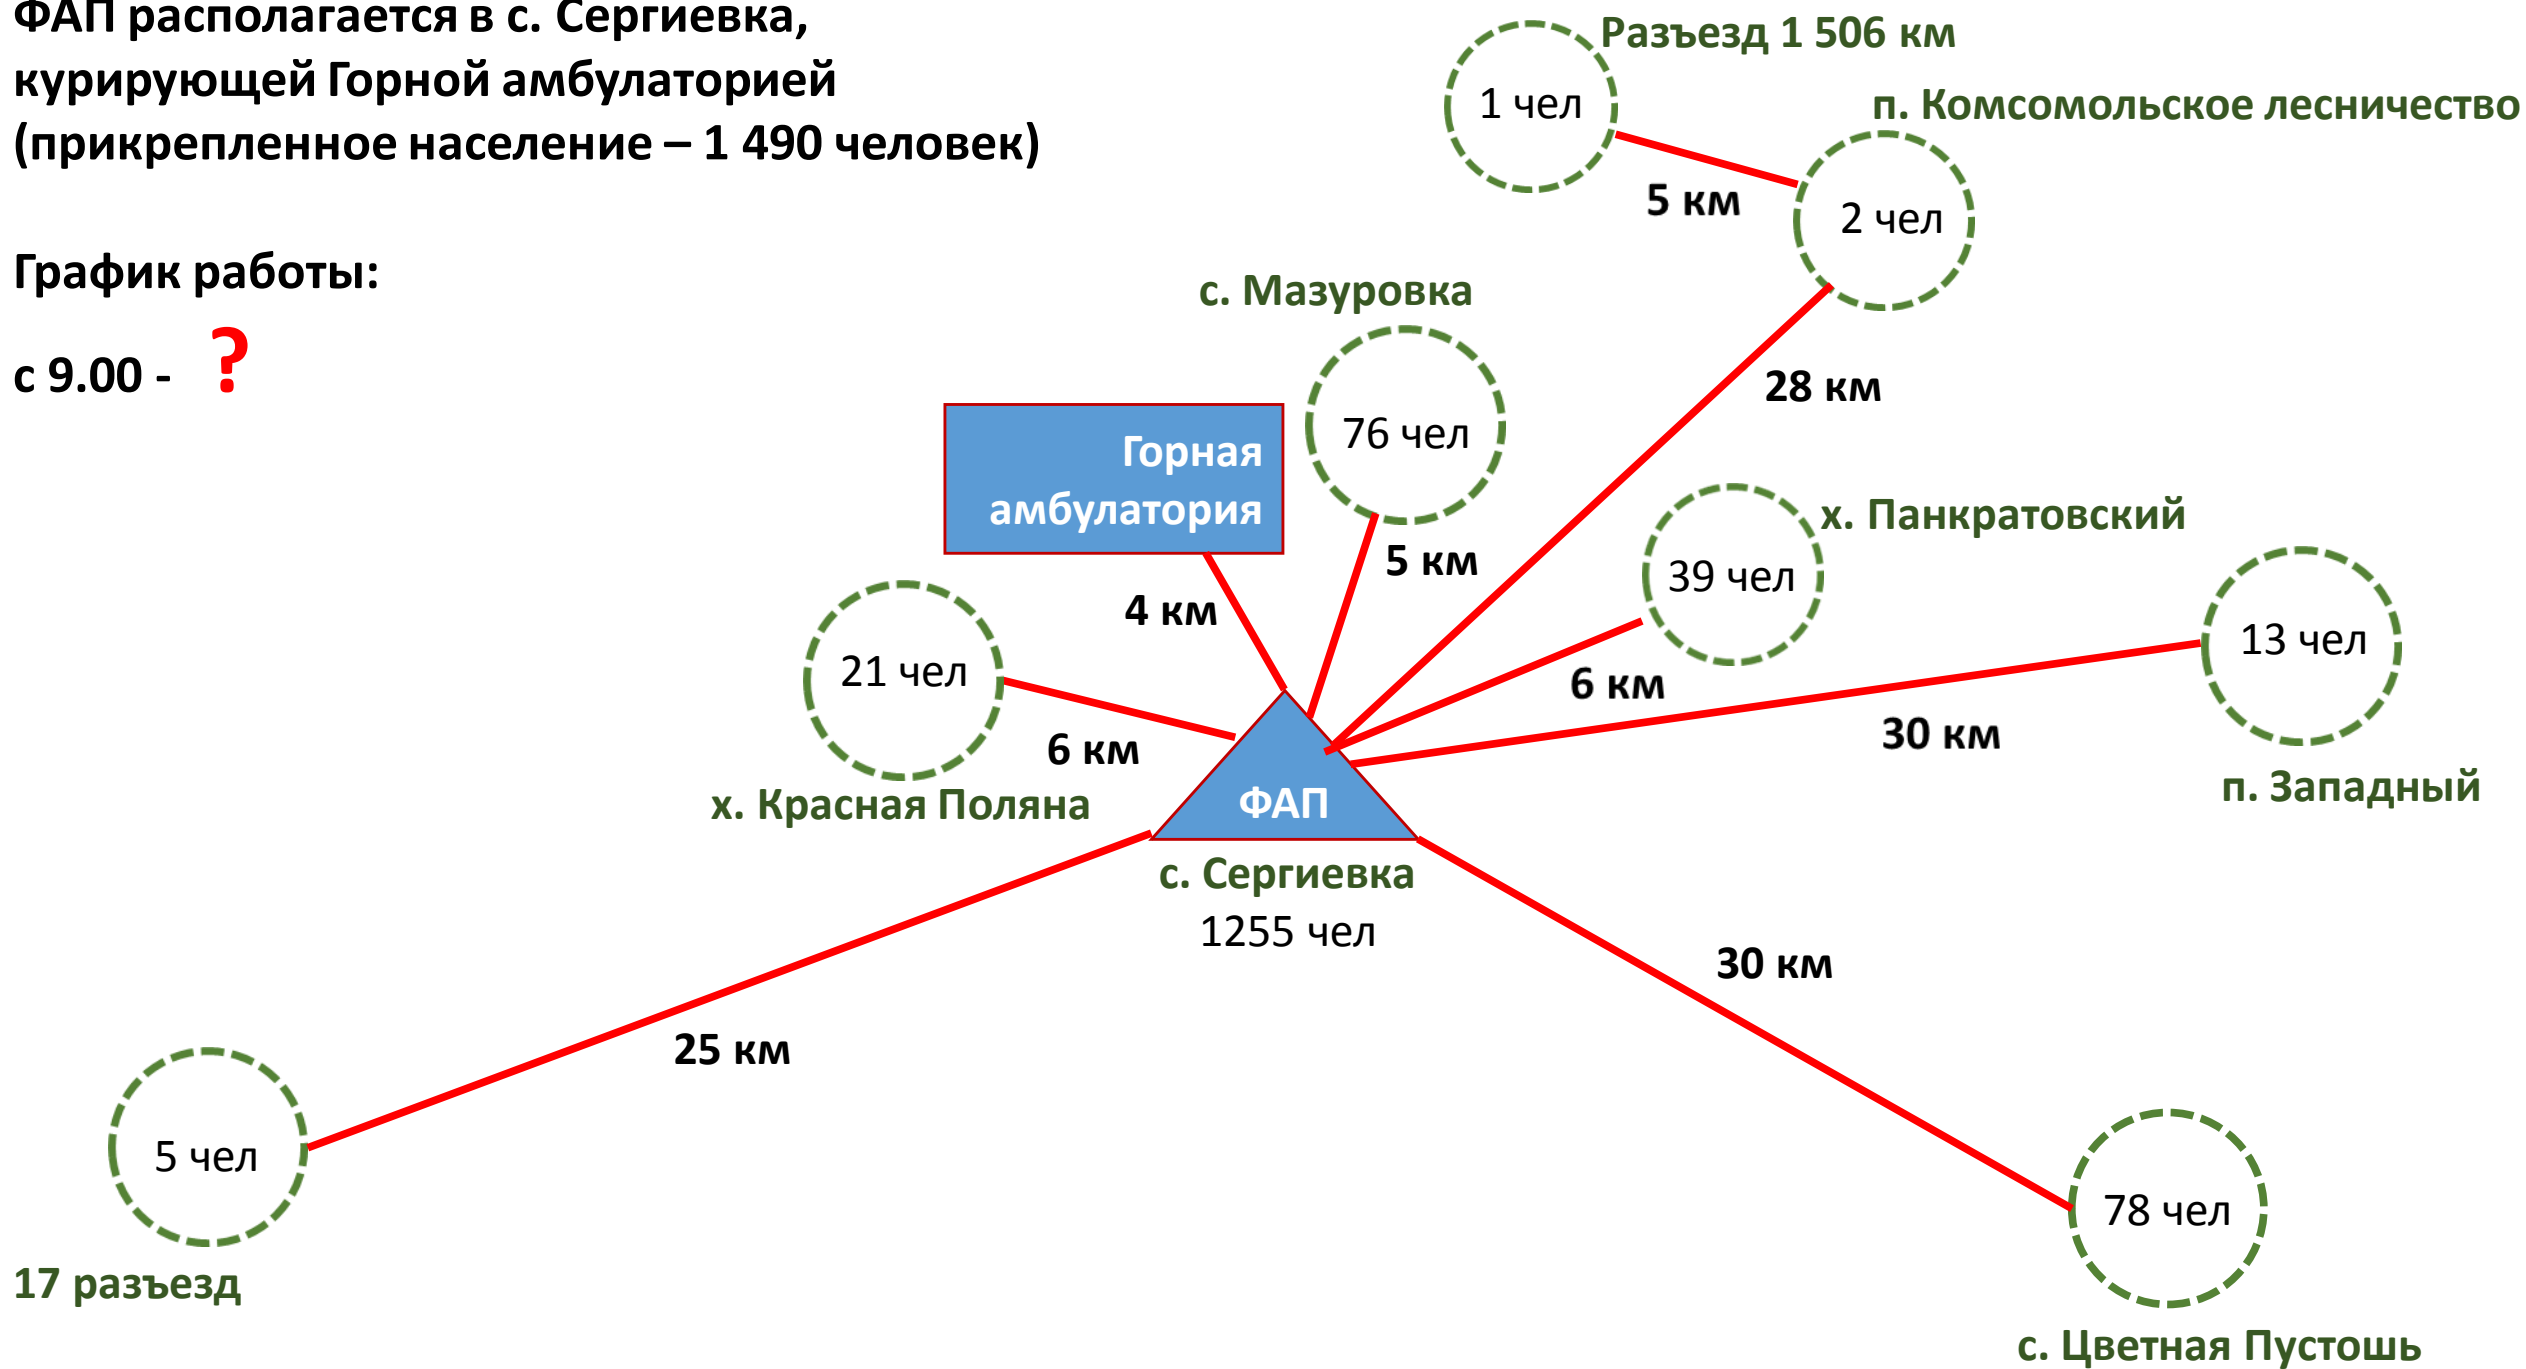 ФАП располагается в с. Сергиевка,
курирующей Горной амбулаторией
(прикрепленное население – 1 490 человек)
График работы:
с 9.00 - ?
Разъезд 1 506 км
1 чел
п. Комсомольское лесничество
5 км
2 чел
с. Мазуровка
28 км
76 чел
Горная
амбулатория
х. Панкратовский
5 км
39 чел
4 км
13 чел
21 чел
6 км
30 км
6 км
п. Западный
х. Красная Поляна
ФАП
с. Сергиевка
1255 чел
30 км
25 км
5 чел
78 чел
17 разъезд
с. Цветная Пустошь